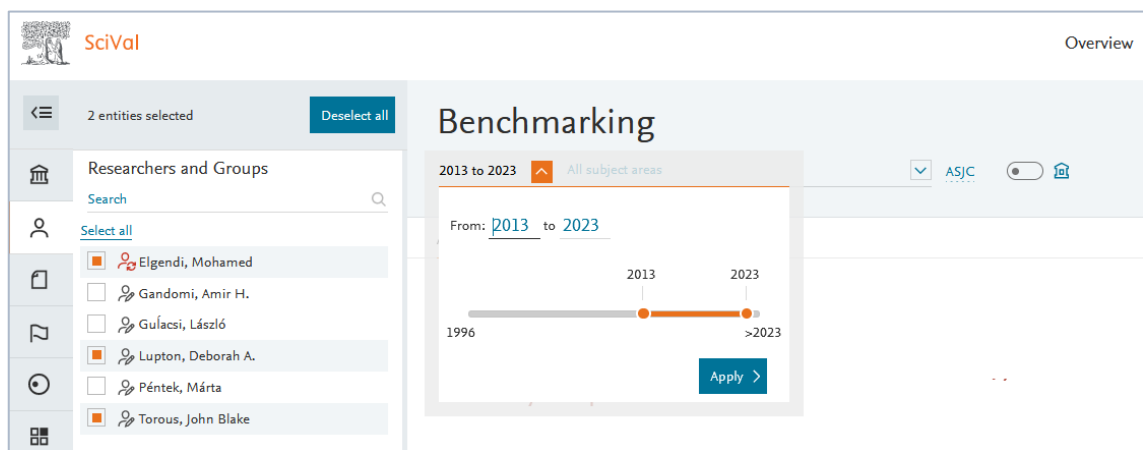 SciVal
Overview
2 entities selected
Deselect all
Benchmarking
Researchers and Groups
Search
Select all
Elgendi, Mohamed
Gandomi, Amir H.
Guĺacsi, László
Lupton, Deborah A.
Péntek, Márta
Torous, John Blake
2013 to 2023
All subject areas
ASJC
From: 2013 to 2023
2013
2023
1996
>2023
Apply